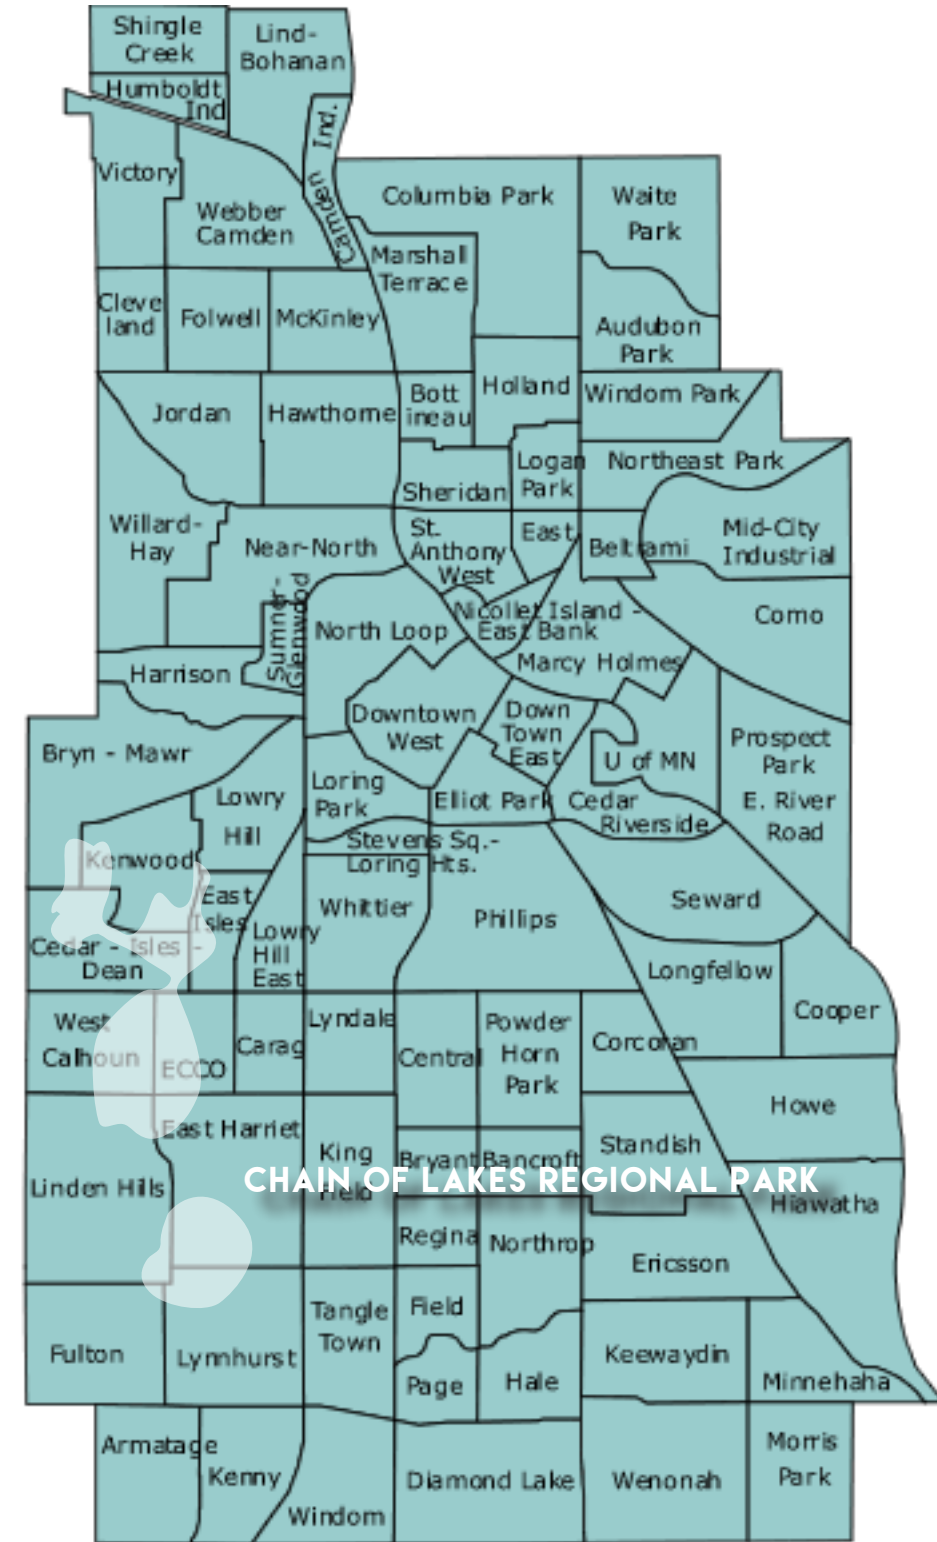 Shingle
Creek
Lind-
Bohanan
Humboldt
Ind
Camden Ind.
Victory
Webber
Camden
Columbia Park
Waite
Park
Marshall
Terrace
Cleve
land
Folwell
McKinley
Audubon
Park
Jordan
Hawthorne
Bott
ineau
Holland
Windom Park
Logan
Park
Northeast Park
Sheridan
Willard-
Hay
Near-North
St.
Anthony
West
East
Beltrami
Mid-City
Industrial
Sumner-
Glenwood
North Loop
Nicollet Island -
East Bank
Como
Harrison
Marcy Holmes
Downtown
West
Down
Town
East
U of MN
Prospect
Park
E. River
Road
Bryn - Mawr
Lowry
Hill
Loring
Park
Elliot Park
Cedar
Riverside
Stevens Sq.-
Loring Hts.
Kenwood
East
Isles
Lowry
Hill
East
Whittier
Phillips
Seward
Cedar - Isles -
Dean
Longfellow
Cooper
West
Calhoun
ECCO
Carag
Lyndale
Central
Powder
Horn
Park
Corcoran
Howe
East Harriet
King
Field
Bryant
Bancroft
Standish
Linden Hills
CHAIN OF LAKES REGIONAL PARK
Hiawatha
Regina
Northrop
Ericsson
Fulton
Lynnhurst
Tangle
Town
Field
Page
Hale
Keewaydin
Minnehaha
Armatage
Kenny
Windom
Diamond Lake
Wenonah
Morris
Park